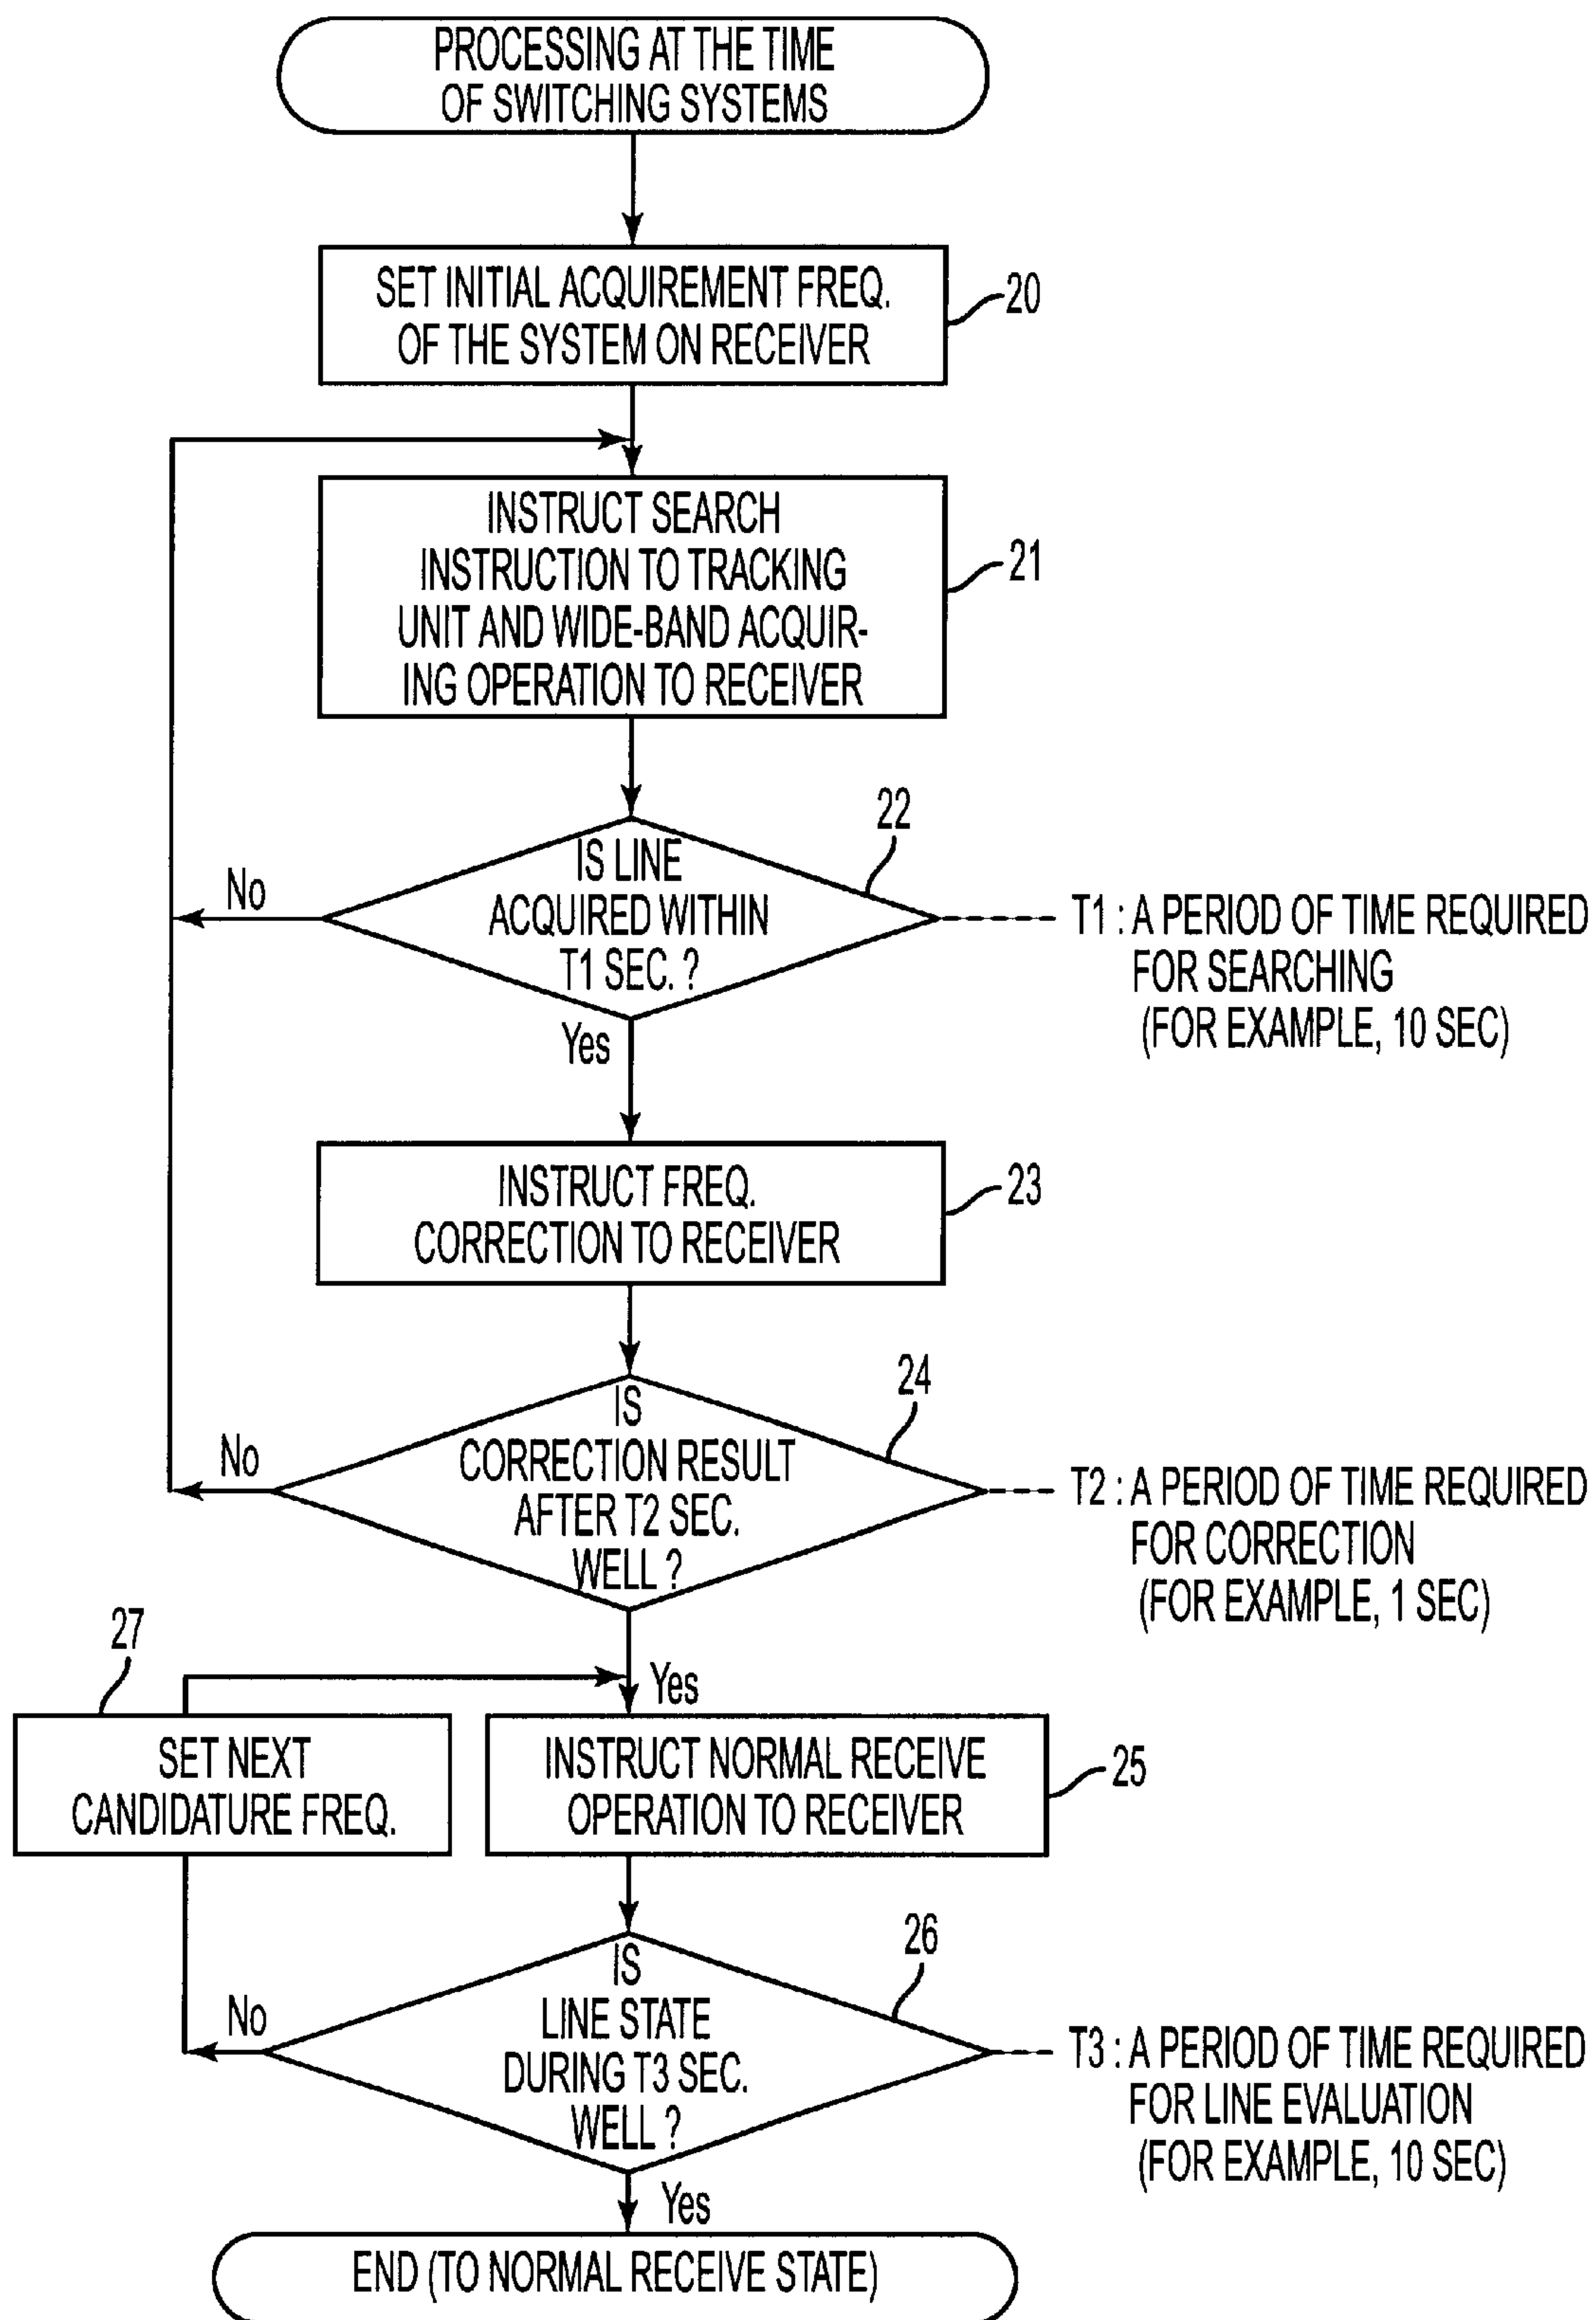 PROCESSING AT THE TIME
OF SWITCHING SYSTEMS
SET INITIAL ACQUIREMENT FREQ.
OF THE SYSTEM ON RECEIVER
20
INSTRUCT SEARCH
INSTRUCTION TO TRACKING
UNIT AND WIDE-BAND ACQUIR-
ING OPERATION TO RECEIVER
21
22
IS LINE
ACQUIRED WITHIN
T1 SEC. ?
No
Yes
T1 : A PERIOD OF TIME REQUIRED
FOR SEARCHING
(FOR EXAMPLE, 10 SEC)
INSTRUCT FREQ.
CORRECTION TO RECEIVER
23
24
IS
CORRECTION RESULT
AFTER T2 SEC.
WELL ?
No
Yes
T2 : A PERIOD OF TIME REQUIRED
FOR CORRECTION
(FOR EXAMPLE, 1 SEC)
27
SET NEXT
CANDIDATURE FREQ.
INSTRUCT NORMAL RECEIVE
OPERATION TO RECEIVER
25
26
IS
LINE STATE
DURING T3 SEC.
WELL ?
No
Yes
T3 : A PERIOD OF TIME REQUIRED
FOR LINE EVALUATION
(FOR EXAMPLE, 10 SEC)
END (TO NORMAL RECEIVE STATE)